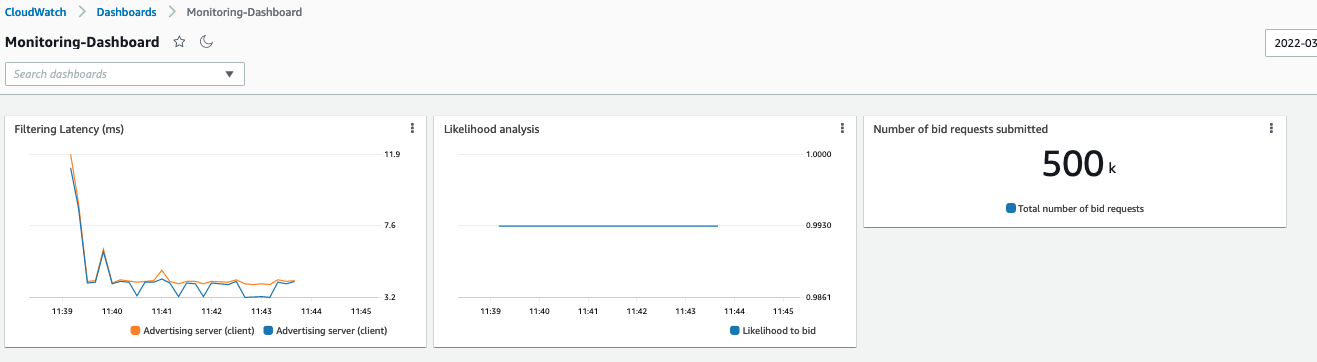 CloudWatch > Dashboards > Monitoring-Dashboard
Monitoring-Dashboard
2022-03
Search dashboards
Filtering Latency (ms)
11.9
7.6
3.2
11:39 11:40 11:41 11:42 11:43 11:44 11:45
Advertising server (client) Advertising server (client)
Likelihood analysis
1.0000
0.9930
0.9861
11:39 11:40 11:41 11:42 11:43 11:44 11:45
Likelihood to bid
Number of bid requests submitted
500 k
Total number of bid requests